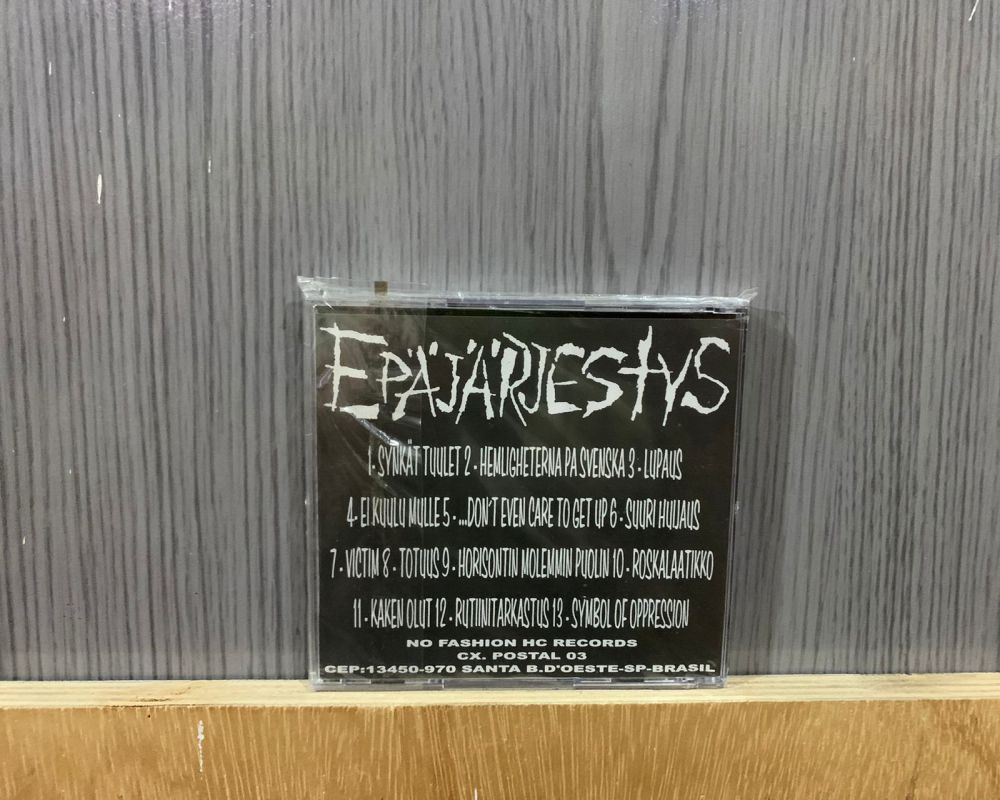 EPÄJÄRJESTYS
1 - SYNKÄT TUULET 2 - HEMLIGHETERNA PA SVENSKA 3 - LUPAUS
4 - EI KUULU MULLE 5 - ...DON'T EVEN CARE TO GET UP 6 - SUURI HILJAUS
7 - VICTIM 8 - TOTUUS 9 - HORISONTIN MOLEMMIN PUOLIN 10 - ROSKALAATIKKO
11 - KAKEN OLUT 12 - RUTIINITARKASTUS 13 - SYMBOL OF OPPRESSION
NO FASHION HC RECORDS
CX. POSTAL 03
CEP:13450-970 SANTA B.D'OESTE-SP-BRASIL